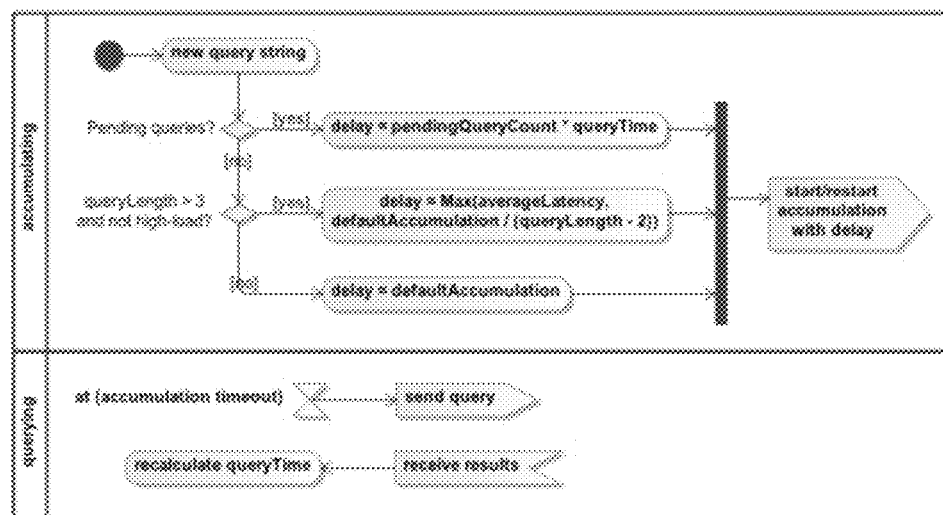 accumulating
new query string
Pending queries?
[yes]
delay = pendingQueryCount * queryTime
[no]
queryLength > 3
and not high-load?
[yes]
delay = Max(averageLatency,
defaultAccumulation / (queryLength - 2))
start/restart
accumulation
with delay
[no]
delay = defaultAccumulation
querying
at (accumulation timeout)
send query
recalculate queryTime
receive results